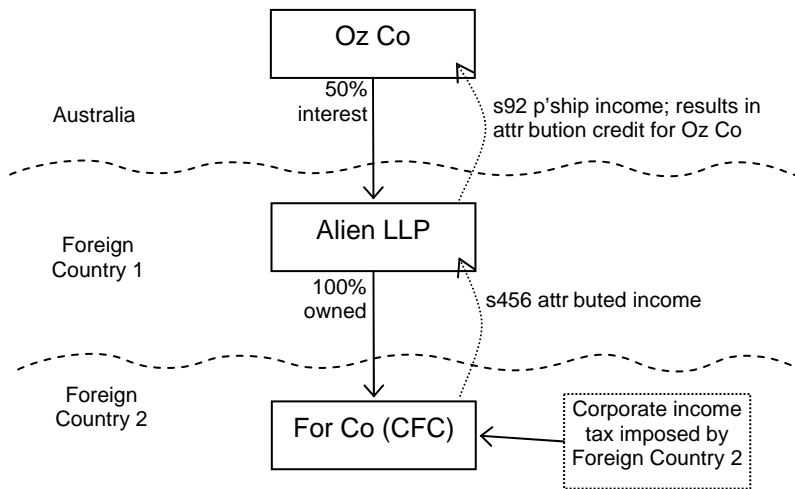 Oz Co
50%
interest
s92 p'ship income; results in
attr bution credit for Oz Co
Australia
Alien LLP
Foreign
Country 1
100%
owned
s456 attr buted income
Foreign
Country 2
For Co (CFC)
Corporate income
tax imposed by
Foreign Country 2